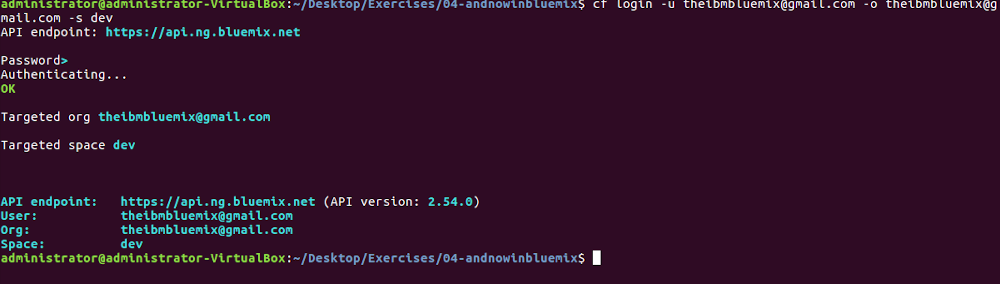 administrator@administrator-VirtualBox:~/Desktop/Exercises/04-andnowinbluemix$ cf login -u theibmbluemix@gmail.com -o theibmbluemix@g
mail.com -s dev
API endpoint: https://api.ng.bluemix.net
Password>
Authenticating...
OK
Targeted org theibmbluemix@gmail.com
Targeted space dev
API endpoint:   https://api.ng.bluemix.net (API version: 2.54.0)
User:           theibmbluemix@gmail.com
Org:            theibmbluemix@gmail.com
Space:          dev
administrator@administrator-VirtualBox:~/Desktop/Exercises/04-andnowinbluemix$